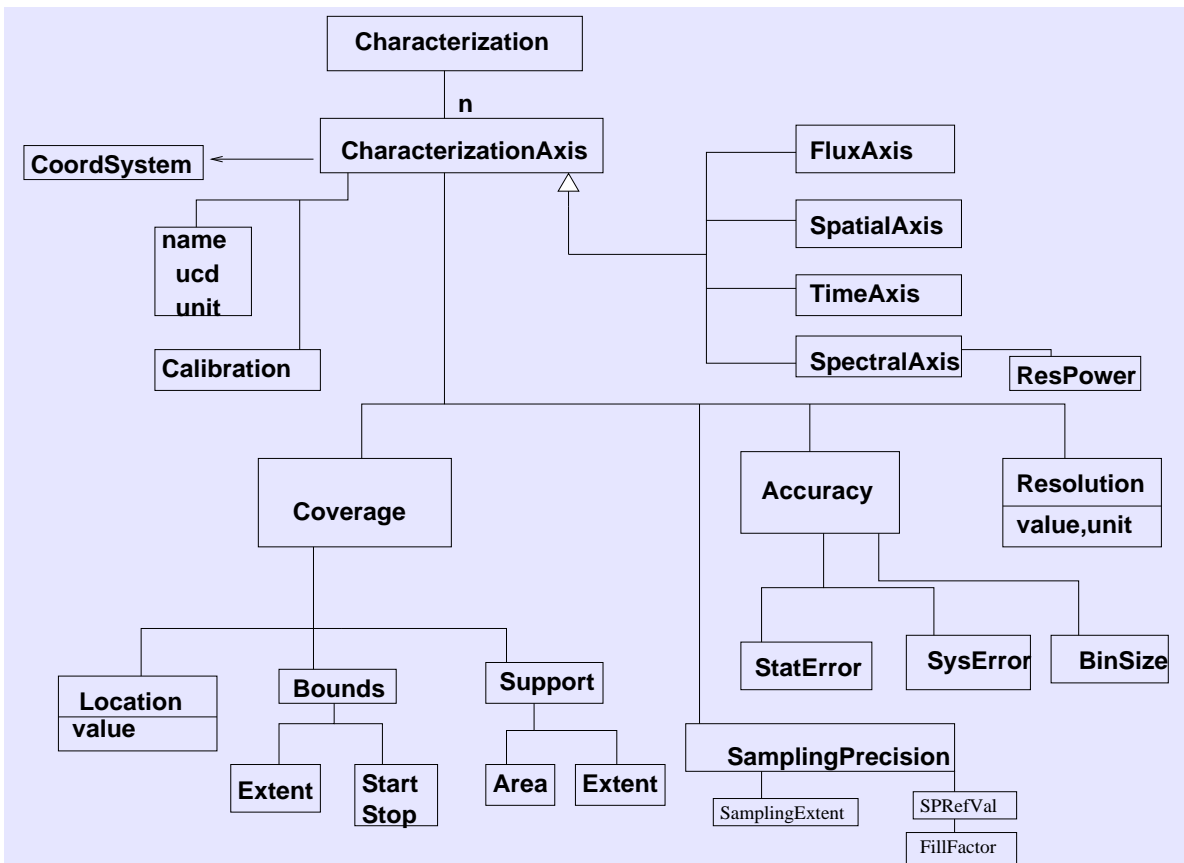 Characterization
n
CharacterizationAxis
CoordSystem
name
ucd
unit
Calibration
FluxAxis
SpatialAxis
TimeAxis
SpectralAxis
ResPower
Coverage
Accuracy
Resolution
value,unit
StatError
SysError
BinSize
Location
value
Bounds
Support
Extent
Start
Stop
Area
Extent
SamplingPrecision
SamplingExtent
SPRefVal
FillFactor